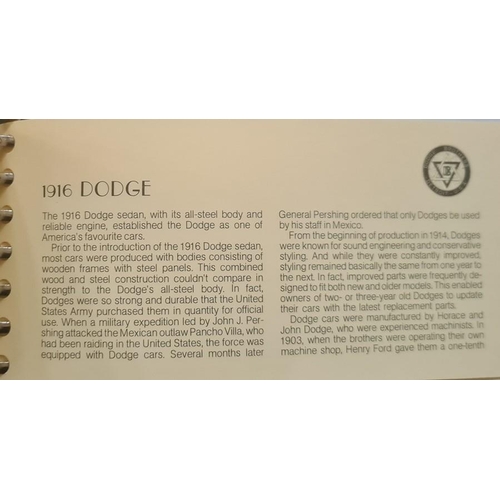 1916 DODGE
The 1916 Dodge sedan, with its all-steel body and
reliable engine, established the Dodge as one of
America's favourite cars.
Prior to the introduction of the 1916 Dodge sedan,
most cars were produced with bodies consisting of
wooden frames with steel panels. This combined
wood and steel construction couldn't compare in
strength to the Dodge's all-steel body. In fact,
Dodges were so strong and durable that the United
States Army purchased them in quantity for official
use. When a military expedition led by John J. Per-
shing attacked the Mexican outlaw Pancho Villa, who
had been raiding in the United States, the force was
equipped with Dodge cars. Several months later
General Pershing ordered that only Dodges be used
by his staff in Mexico.
From the beginning of production in 1914, Dodges
were known for sound engineering and conservative
styling. And while they were constantly improved,
styling remained basically the same from one year to
the next. In fact, improved parts were frequently de-
signed to fit both new and older models. This enabled
owners of two- or three-year old Dodges to update
their cars with the latest replacement parts.
Dodge cars were manufactured by Horace and
John Dodge, who were experienced machinists. In
1903, when the brothers were operating their own
machine shop, Henry Ford gave them a one-tenth